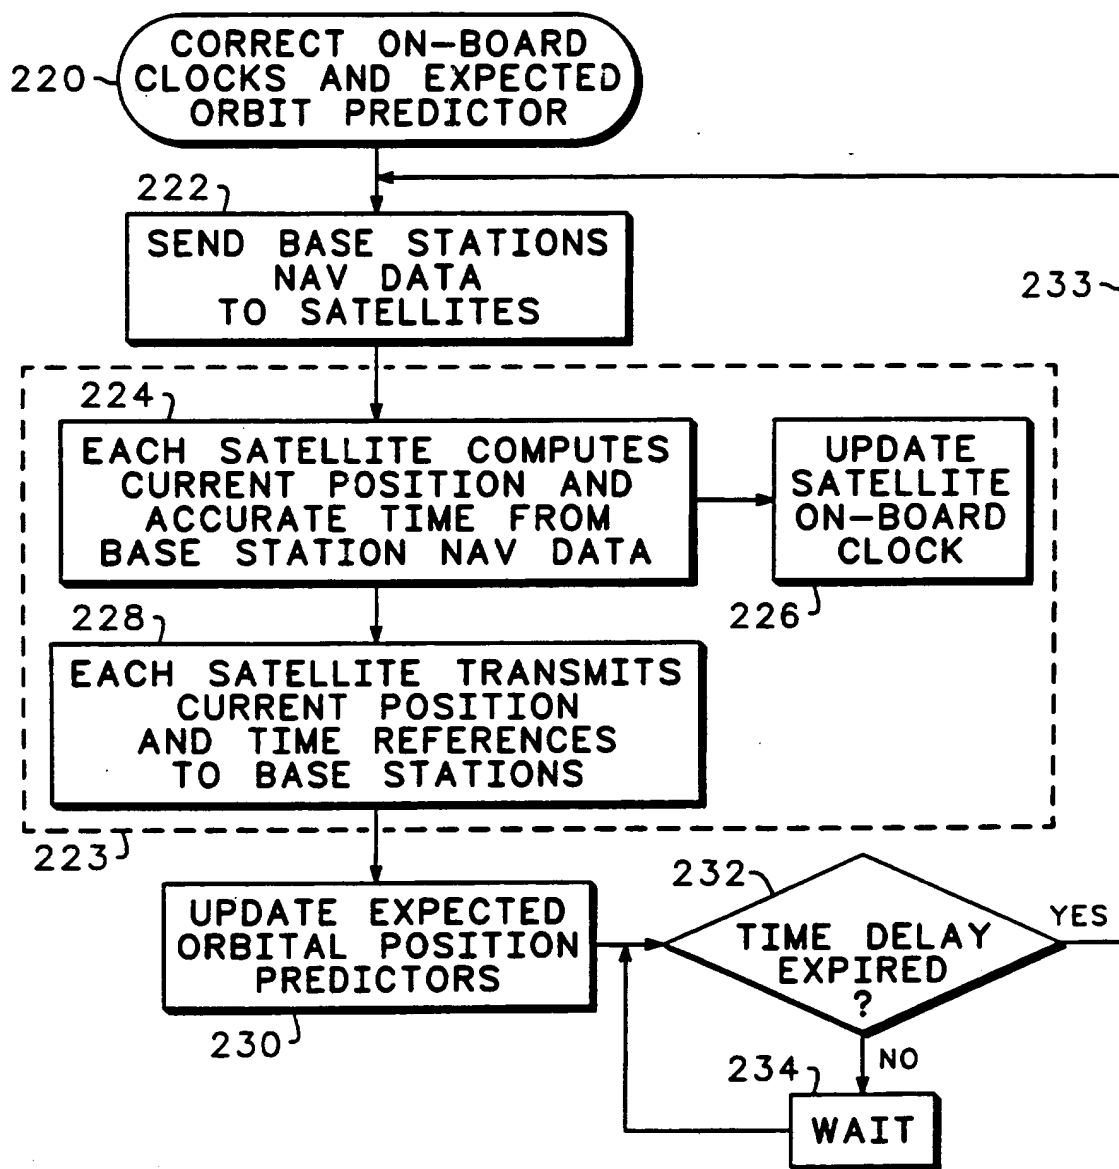 CORRECT ON-BOARD
220
CLOCKS AND EXPECTED
ORBIT PREDICTOR
222
SEND BASE STATIONS
NAV DATA
TO SATELLITES
233
224
EACH SATELLITE COMPUTES
CURRENT POSITION AND
ACCURATE TIME FROM
BASE STATION NAV DATA
UPDATE
SATELLITE
ON-BOARD
CLOCK
226
228
EACH SATELLITE TRANSMITS
CURRENT POSITION
AND TIME REFERENCES
TO BASE STATIONS
223
UPDATE EXPECTED
ORBITAL POSITION
PREDICTORS
230
232
TIME DELAY
EXPIRED
?
YES
NO
234
WAIT